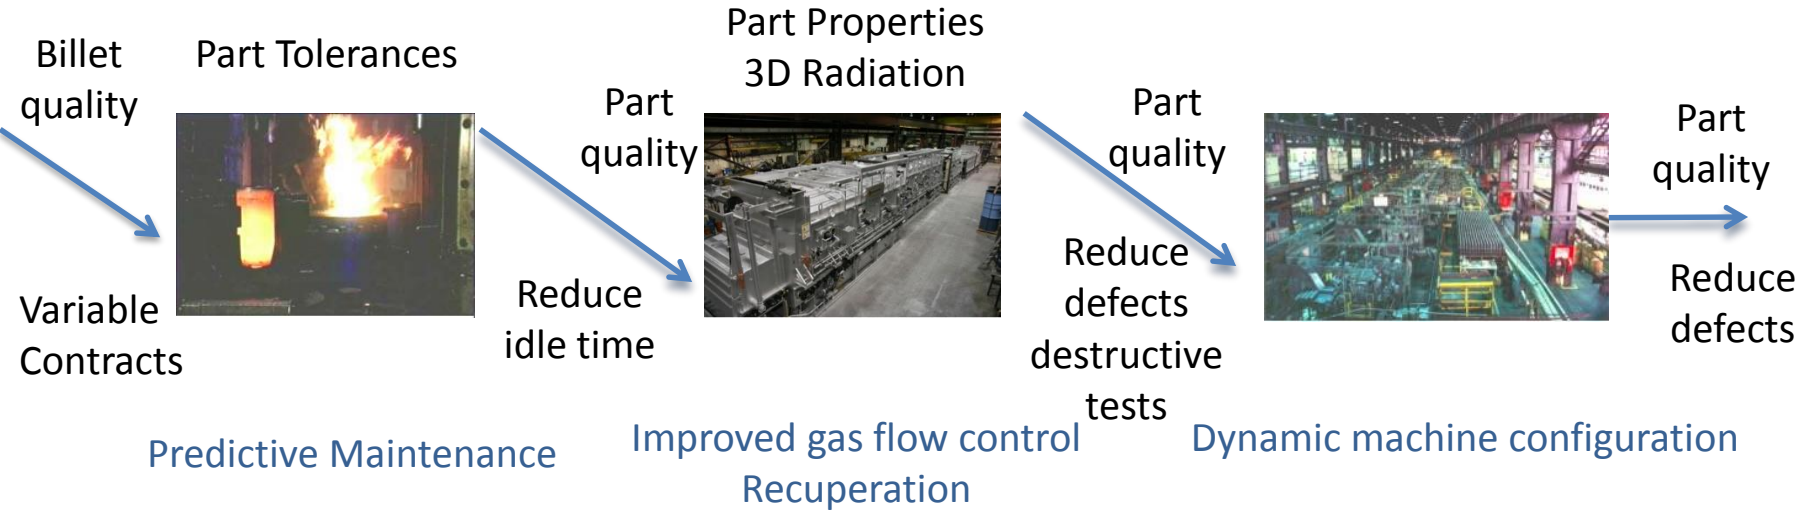 Billet
quality
Part Tolerances
Part
quality
Part Properties
3D Radiation
Part
quality
Part
quality
Variable
Contracts
Reduce
idle time
Reduce
defects
destructive
tests
Reduce
defects
Predictive Maintenance
Improved gas flow control
Recuperation
Dynamic machine configuration